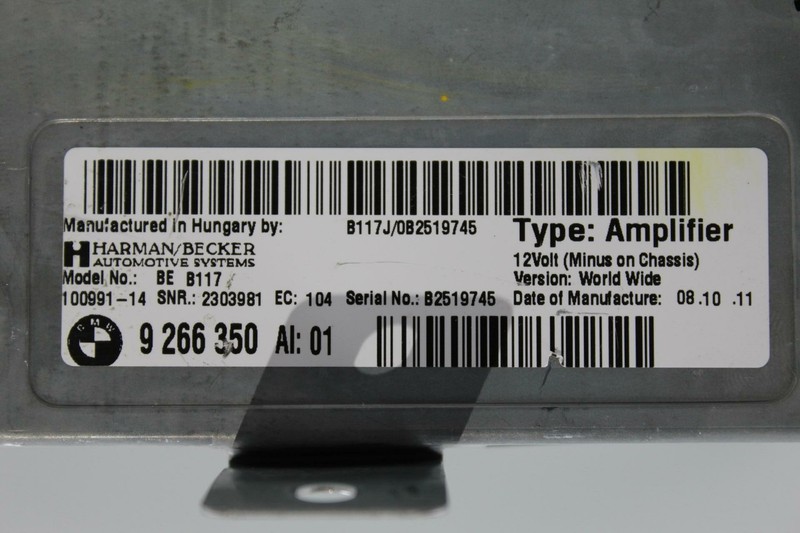 Manufactured in Hungary by: B117J/0B2519745 Type: Amplifier
HARMAN/BECKER
AUTOMOTIVE SYSTEMS 12Volt (Minus on Chassis)
Model No.: BE B117 Version: World Wide
100991-14 SNR.: 2303981 EC: 104 Serial No.: B2519745 Date of Manufacture: 08.10 .11
BMW 9 266 350 AI: 01